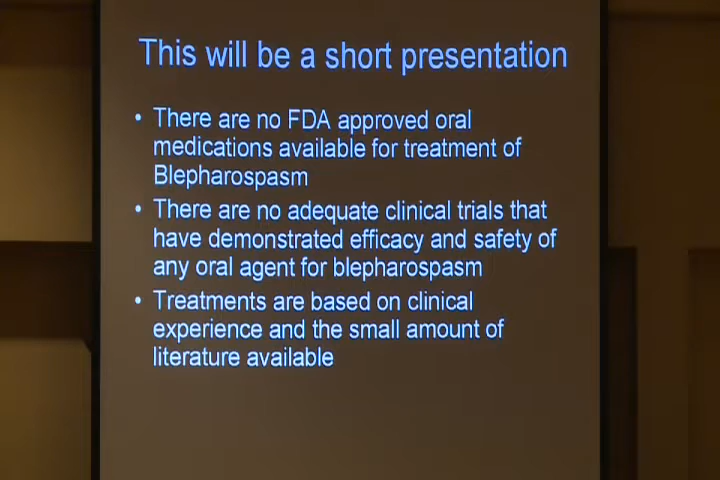 This will be a short presentation
• There are no FDA approved oral
medications available for treatment of
Blepharospasm
• There are no adequate clinical trials that
have demonstrated efficacy and safety of
any oral agent for blepharospasm
• Treatments are based on clinical
experience and the small amount of
literature available